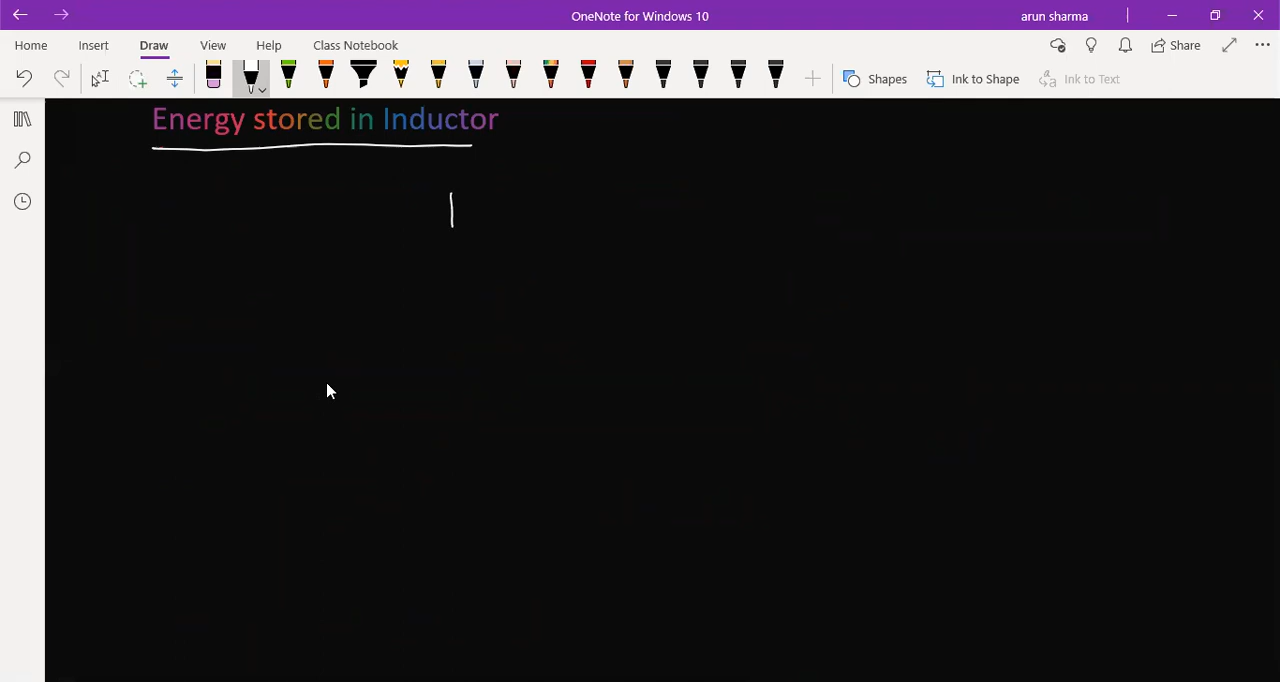 OneNote for Windows 10
arun sharma
Home Insert Draw View Help Class Notebook Share
Shapes Ink to Shape Ink to Text
Energy stored in Inductor